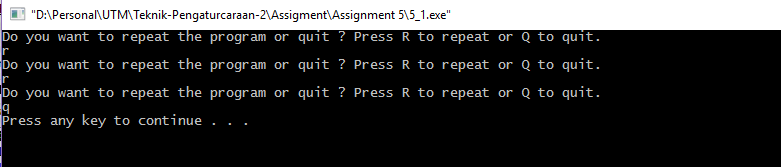 "D:\Personal\UTM\Teknik-Pengaturcaraan-2\Assigment\Assignment 5\5_1.exe"
Do you want to repeat the program or quit ? Press R to repeat or Q to quit.
r
Do you want to repeat the program or quit ? Press R to repeat or Q to quit.
r
Do you want to repeat the program or quit ? Press R to repeat or Q to quit.
q
Press any key to continue . . .